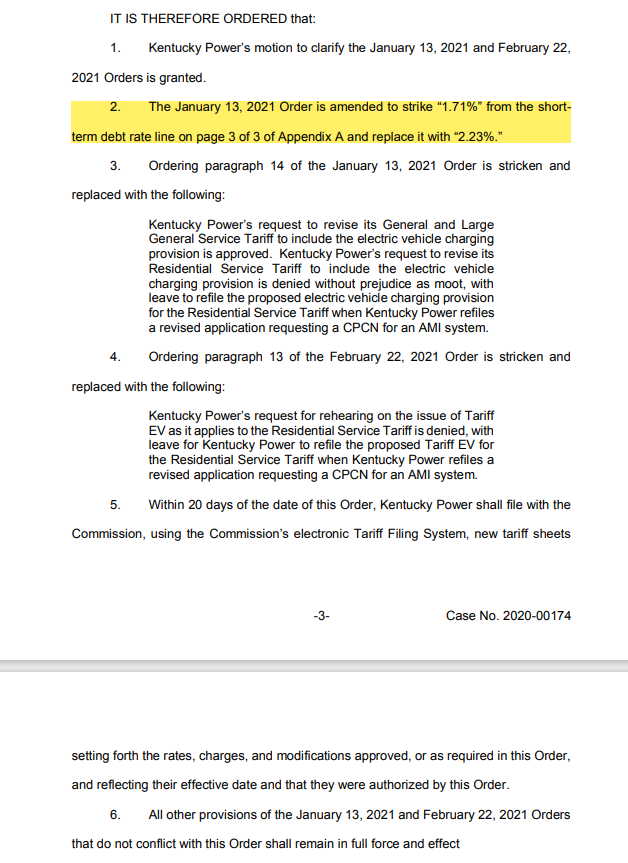 IT IS THEREFORE ORDERED that:
1. Kentucky Power's motion to clarify the January 13, 2021 and February 22,
2021 Orders is granted.
2. The January 13, 2021 Order is amended to strike “1.71%” from the short-
term debt rate line on page 3 of 3 of Appendix A and replace it with “2.23%.”
3. Ordering paragraph 14 of the January 13, 2021 Order is stricken and
replaced with the following:
Kentucky Power's request to revise its General and Large
General Service Tariff to include the electric vehicle charging
provision is approved. Kentucky Power's request to revise its
Residential Service Tariff to include the electric vehicle
charging provision is denied without prejudice as moot, with
leave to refile the proposed electric vehicle charging provision
for the Residential Service Tariff when Kentucky Power refiles
a revised application requesting a CPCN for an AMI system.
4. Ordering paragraph 13 of the February 22, 2021 Order is stricken and
replaced with the following:
Kentucky Power's request for rehearing on the issue of Tariff
EV as it applies to the Residential Service Tariff is denied, with
leave for Kentucky Power to refile the proposed Tariff EV for
the Residential Service Tariff when Kentucky Power refiles a
revised application requesting a CPCN for an AMI system.
5. Within 20 days of the date of this Order, Kentucky Power shall file with the
Commission, using the Commission's electronic Tariff Filing System, new tariff sheets
-3- Case No. 2020-00174
setting forth the rates, charges, and modifications approved, or as required in this Order,
and reflecting their effective date and that they were authorized by this Order.
6. All other provisions of the January 13, 2021 and February 22, 2021 Orders
that do not conflict with this Order shall remain in full force and effect